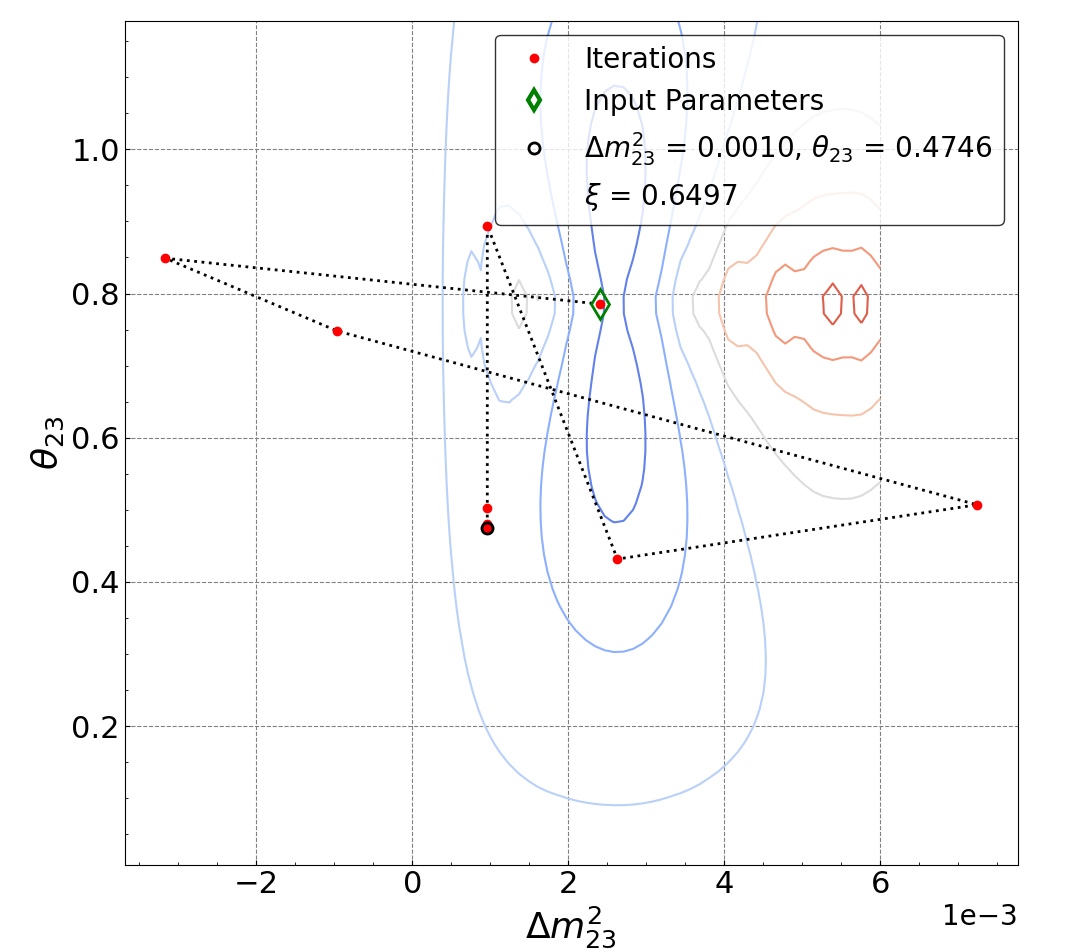 Iterations
Input Parameters
Δm²₂₃ = 0.0010, θ₂₃ = 0.4746
ξ = 0.6497
1.0
0.8
0.6
0.4
0.2
θ₂₃
−2 0 2 4 6
1e−3
Δm²₂₃